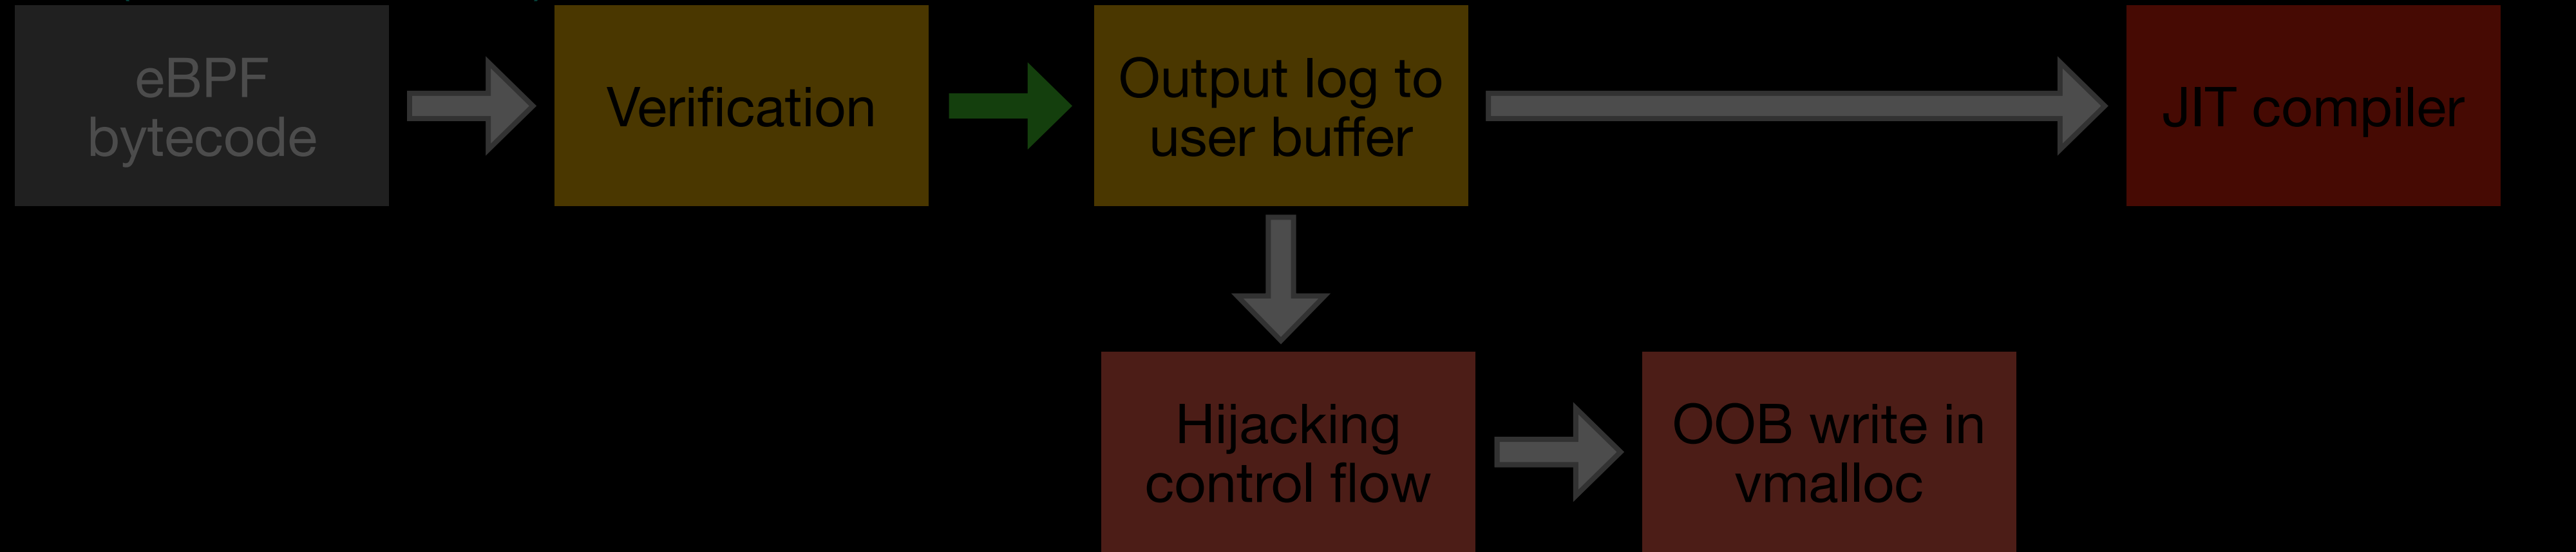 eBPF
bytecode
Verification
Output log to
user buffer
JIT compiler
Hijacking
control flow
OOB write in
vmalloc